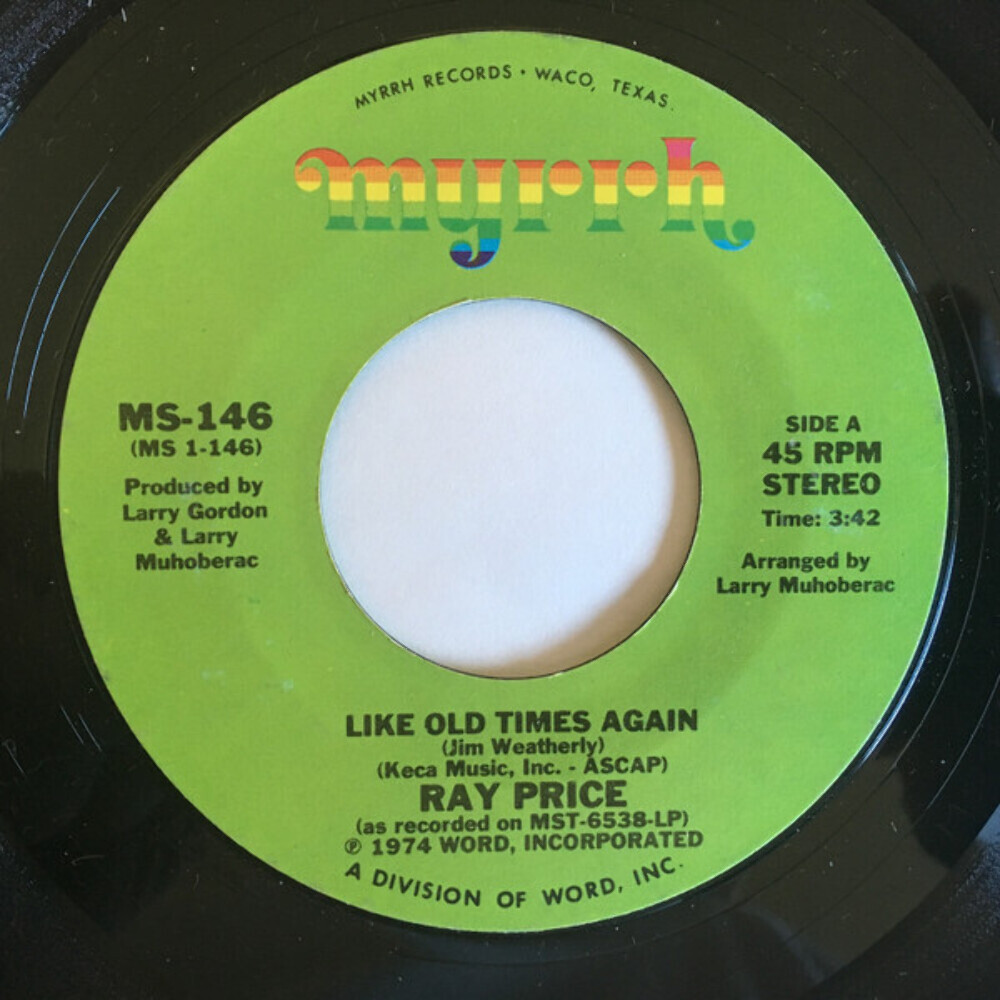 MYRRH RECORDS • WACO, TEXAS.
myrrh
MS-146
(MS 1-146)
Produced by
Larry Gordon
& Larry
Muhoberac
SIDE A
45 RPM
STEREO
Time: 3:42
Arranged by
Larry Muhoberac
LIKE OLD TIMES AGAIN
(Jim Weatherly)
(Keca Music, Inc. - ASCAP)
RAY PRICE
(as recorded on MST-6538-LP)
℗ 1974 WORD, INCORPORATED
A DIVISION OF WORD, INC.